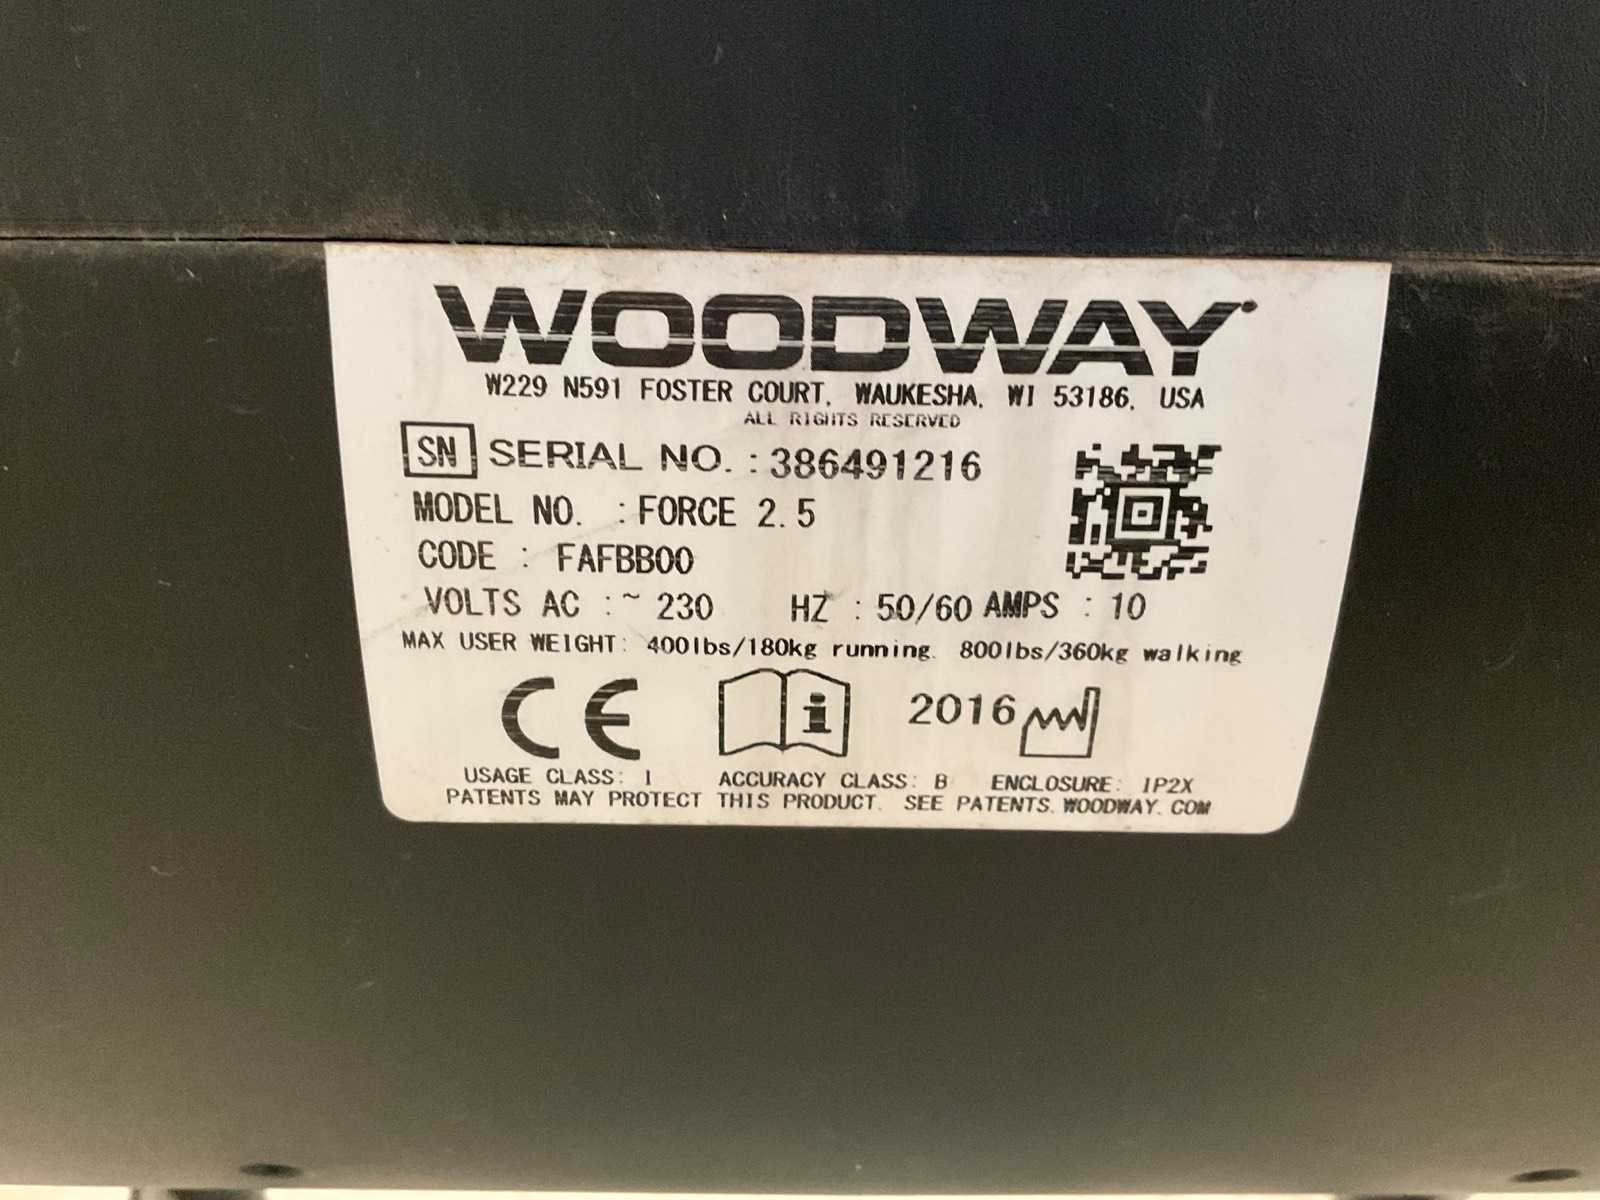 WOODWAY
W229 N591 FOSTER COURT, WAUKESHA, WI 53186, USA
ALL RIGHTS RESERVED
SN SERIAL NO. : 386491216
MODEL NO. : FORCE 2.5
CODE : FAFBB00
VOLTS AC : ~ 230 HZ : 50/60 AMPS : 10
MAX USER WEIGHT: 400lbs/180kg running. 800lbs/360kg walking
CE i 2016
USAGE CLASS: I ACCURACY CLASS: B ENCLOSURE: IP2X
PATENTS MAY PROTECT THIS PRODUCT. SEE PATENTS.WOODWAY.COM